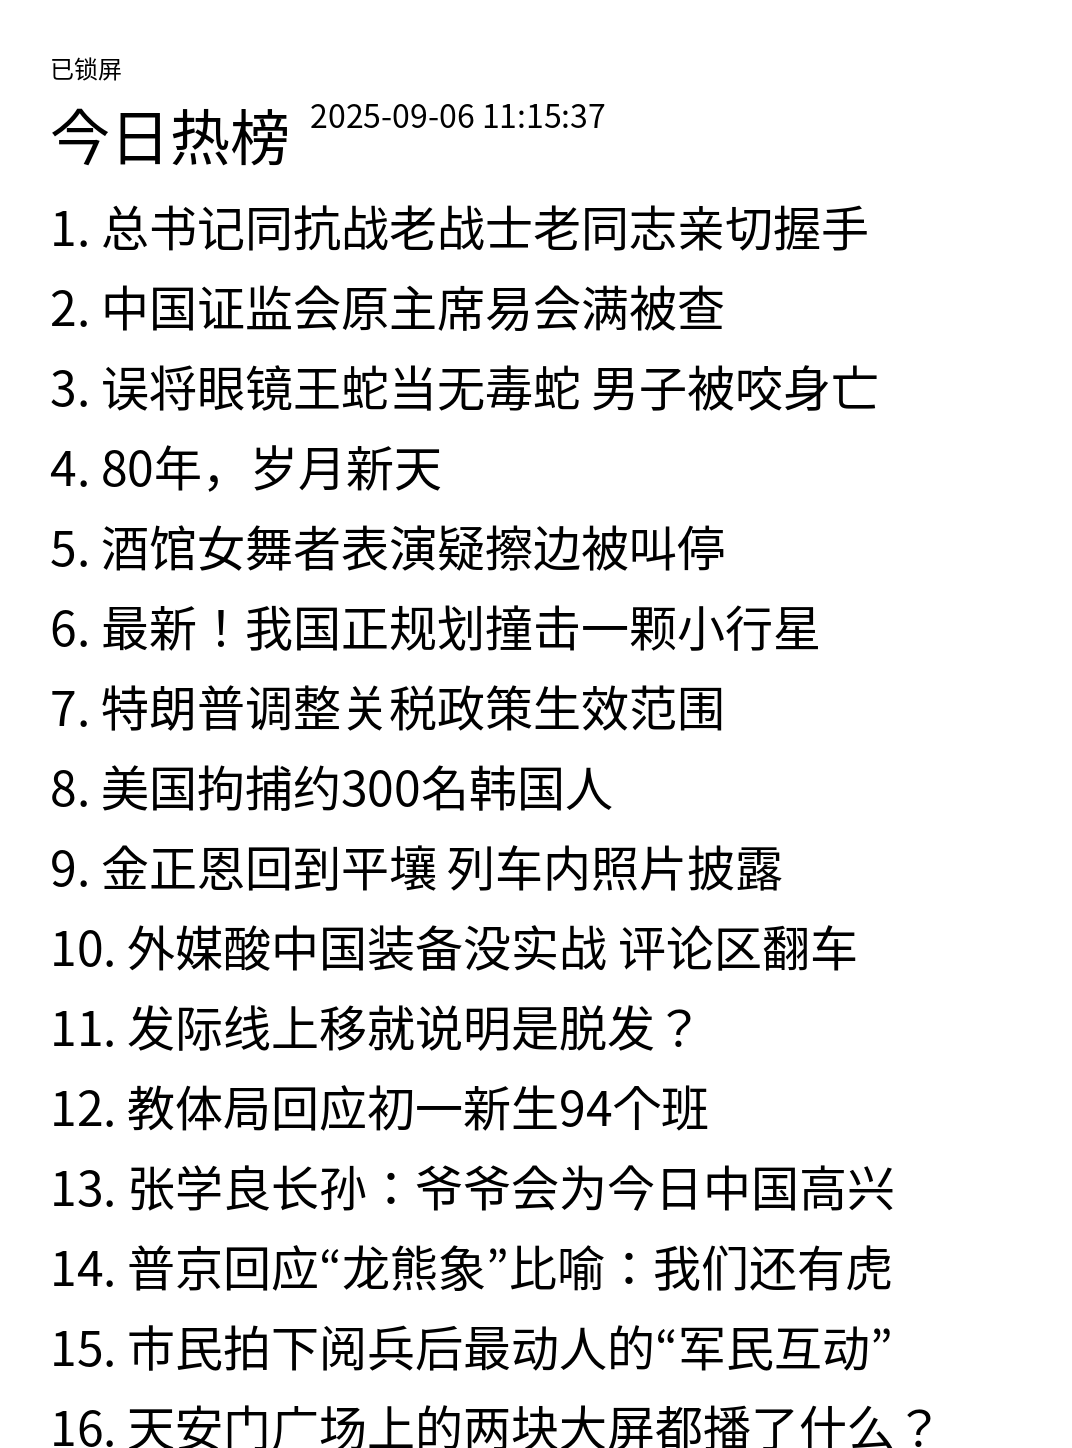 已锁屏
今日热榜 2025-09-06 11:15:37
1. 总书记同抗战老战士老同志亲切握手
2. 中国证监会原主席易会满被查
3. 误将眼镜王蛇当无毒蛇 男子被咬身亡
4. 80年，岁月新天
5. 酒馆女舞者表演疑擦边被叫停
6. 最新！我国正规划撞击一颗小行星
7. 特朗普调整关税政策生效范围
8. 美国拘捕约300名韩国人
9. 金正恩回到平壤 列车内照片披露
10. 外媒酸中国装备没实战 评论区翻车
11. 发际线上移就说明是脱发？
12. 教体局回应初一新生94个班
13. 张学良长孙：爷爷会为今日中国高兴
14. 普京回应“龙熊象”比喻：我们还有虎
15. 市民拍下阅兵后最动人的“军民互动”
16. 天安门广场上的两块大屏都播了什么？